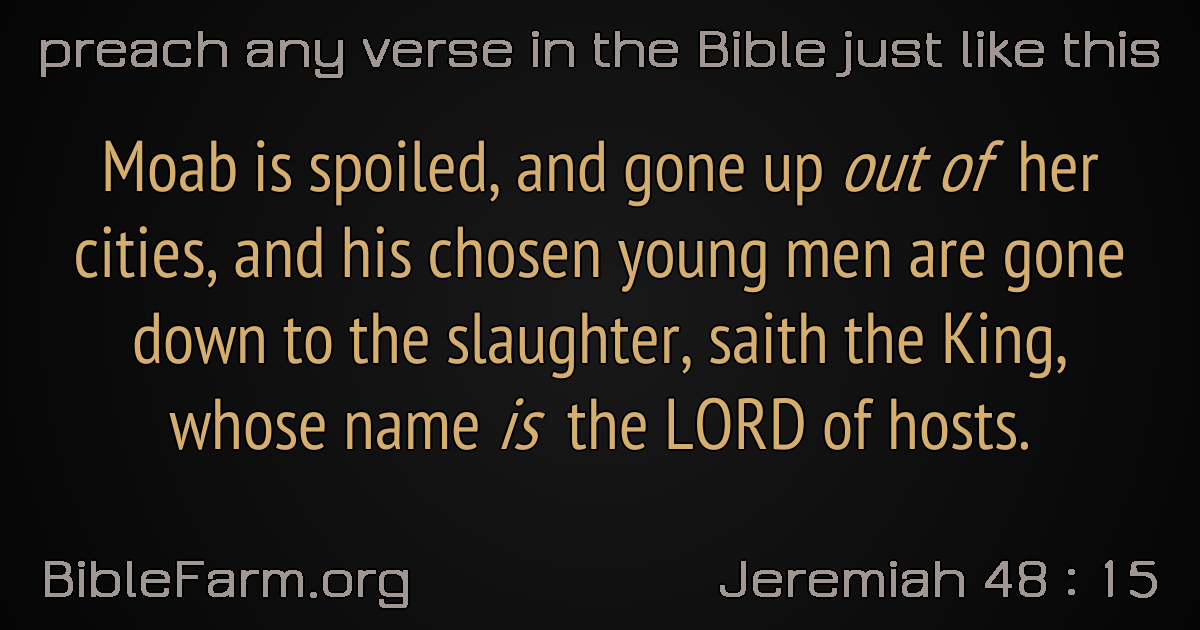 preach any verse in the Bible just like this
Moab is spoiled, and gone up out of her
cities, and his chosen young men are gone
down to the slaughter, saith the King,
whose name is the LORD of hosts.
BibleFarm.org
Jeremiah 48 : 15